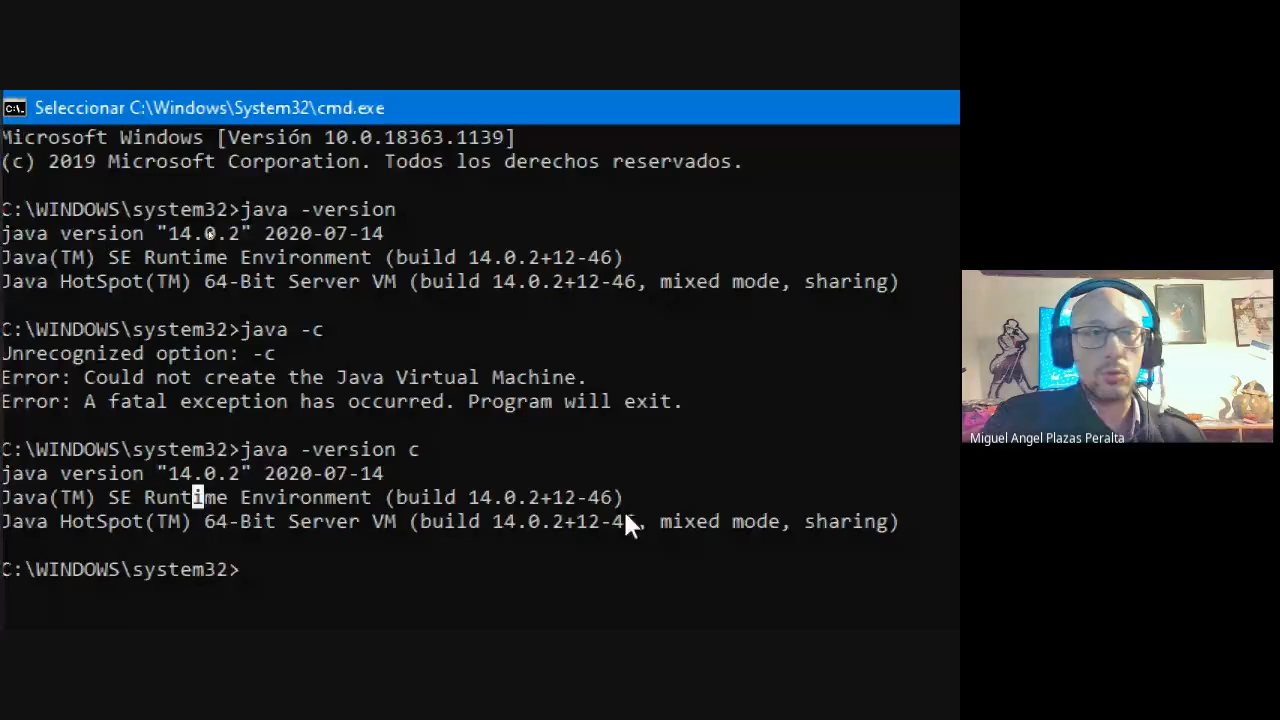 Seleccionar C:\Windows\System32\cmd.exe
Microsoft Windows [Versión 10.0.18363.1139]
(c) 2019 Microsoft Corporation. Todos los derechos reservados.
C:\WINDOWS\system32>java -version
java version "14.0.2" 2020-07-14
Java(TM) SE Runtime Environment (build 14.0.2+12-46)
Java HotSpot(TM) 64-Bit Server VM (build 14.0.2+12-46, mixed mode, sharing)
C:\WINDOWS\system32>java -c
Unrecognized option: -c
Error: Could not create the Java Virtual Machine.
Error: A fatal exception has occurred. Program will exit.
C:\WINDOWS\system32>java -version c
java version "14.0.2" 2020-07-14
Java(TM) SE Runtime Environment (build 14.0.2+12-46)
Java HotSpot(TM) 64-Bit Server VM (build 14.0.2+12-46, mixed mode, sharing)
C:\WINDOWS\system32>
Miguel Angel Plazas Peralta